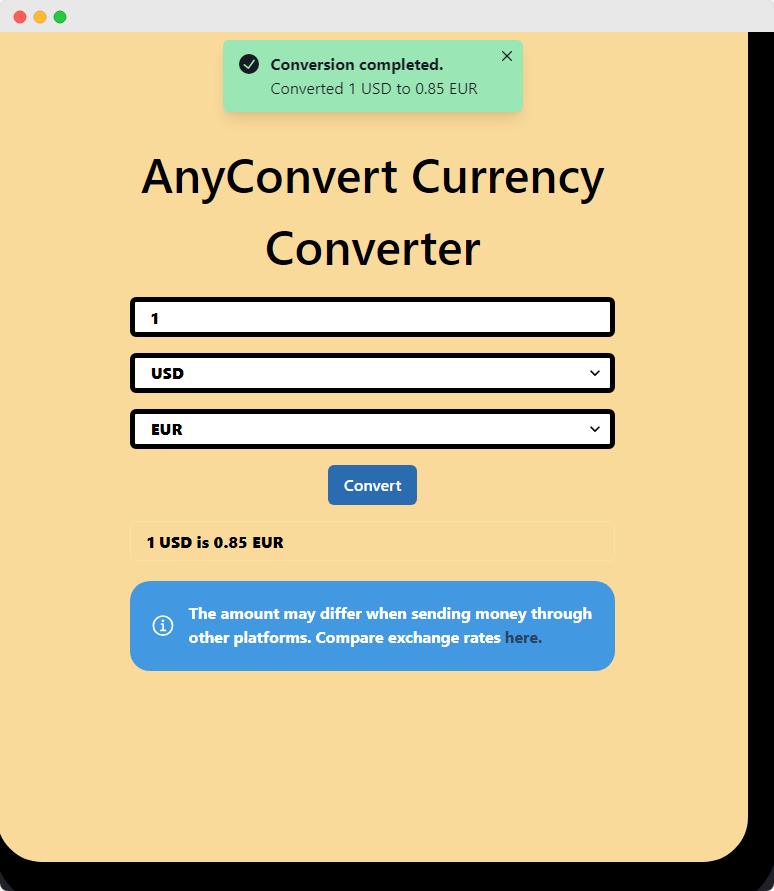 Conversion completed.
Converted 1 USD to 0.85 EUR
AnyConvert Currency
Converter
1
USD
EUR
Convert
1 USD is 0.85 EUR
The amount may differ when sending money through
other platforms. Compare exchange rates here.